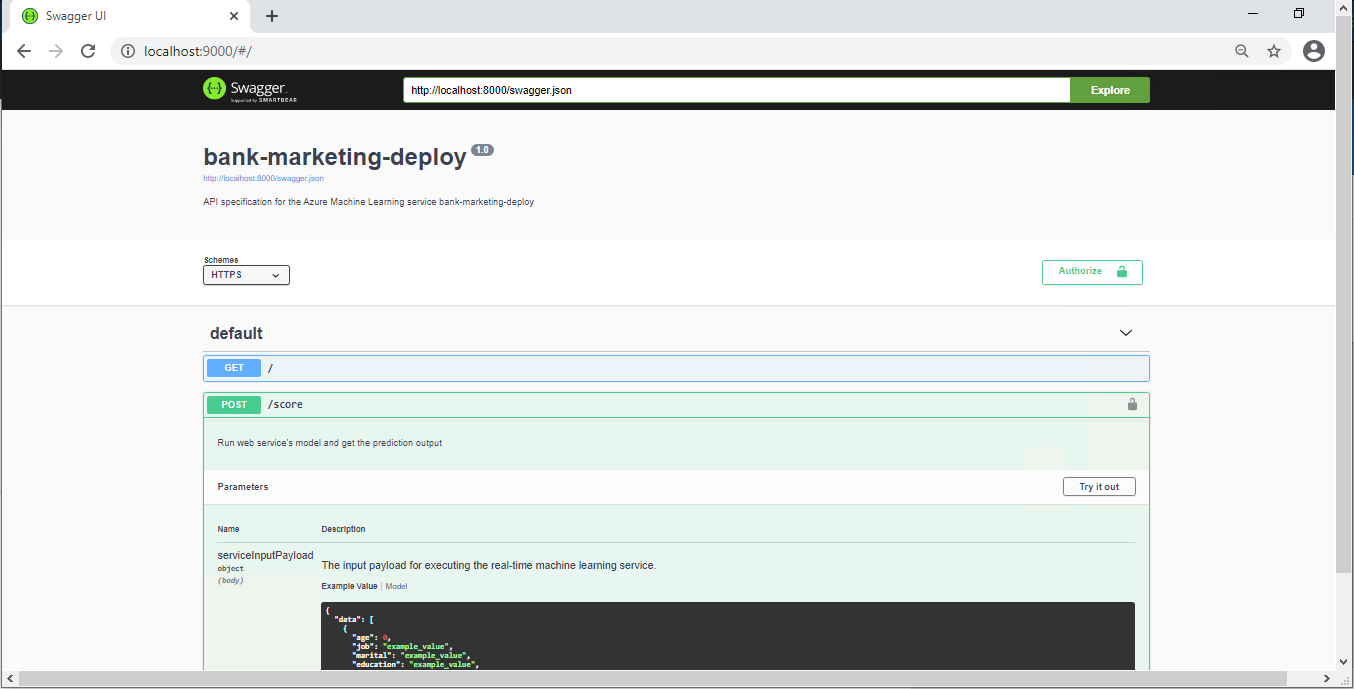 Swagger UI
localhost:9000/#/
Swagger
Supported by SMARTBEAR
http://localhost:8000/swagger.json
Explore
bank-marketing-deploy 1.0
http://localhost:8000/swagger.json
API specification for the Azure Machine Learning service bank-marketing-deploy
Schemes
HTTPS
Authorize
default
GET /
POST /score
Run web service's model and get the prediction output
Parameters
Try it out
Name Description
serviceInputPayload
object
(body)
The input payload for executing the real-time machine learning service.
Example Value | Model
{
"data": [
{
"age": 0,
"job": "example_value",
"marital": "example_value",
"education": "example_value",